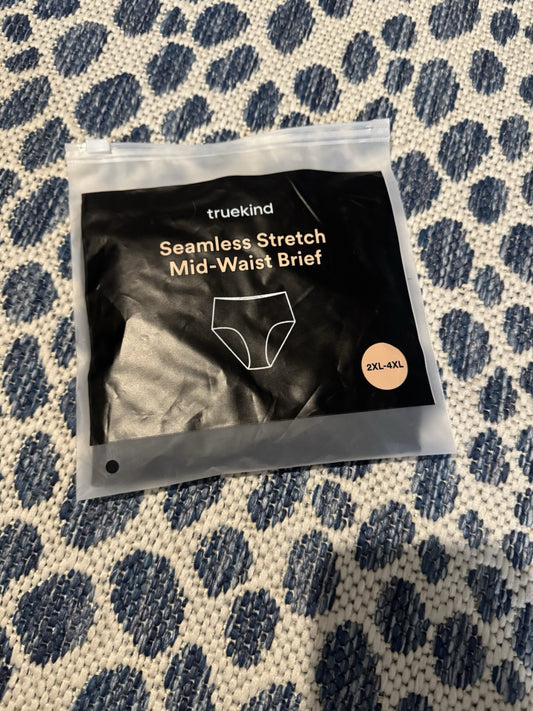 truekind
Seamless Stretch
Mid-Waist Brief
2XL-4XL